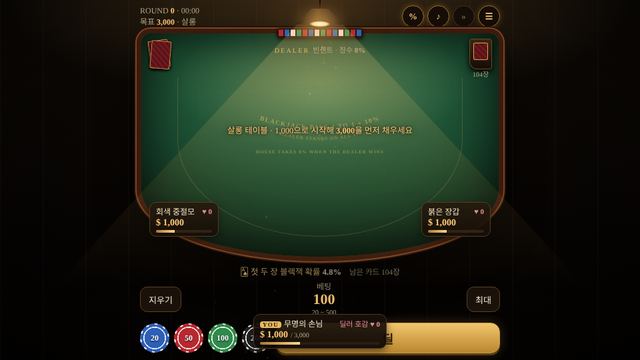 ROUND 0 · 00:00
목표 3,000 · 살롱
%
DEALER 빈센트 · 잔수 8%
104장
살롱 테이블 · 1,000으로 시작해 3,000을 먼저 채우세요
HOUSE TAKES 8% WHEN THE DEALER WINS
회색 중절모 ♥ 0
$ 1,000
붉은 장갑 ♥ 0
$ 1,000
첫 두 장 블랙잭 확률 4.8% 남은 카드 104장
베팅
지우기
100
최대
20 ~ 500
YOU 무명의 손님 딜러 호감 ♥ 0
$ 1,000 / 3,000
20
50
100